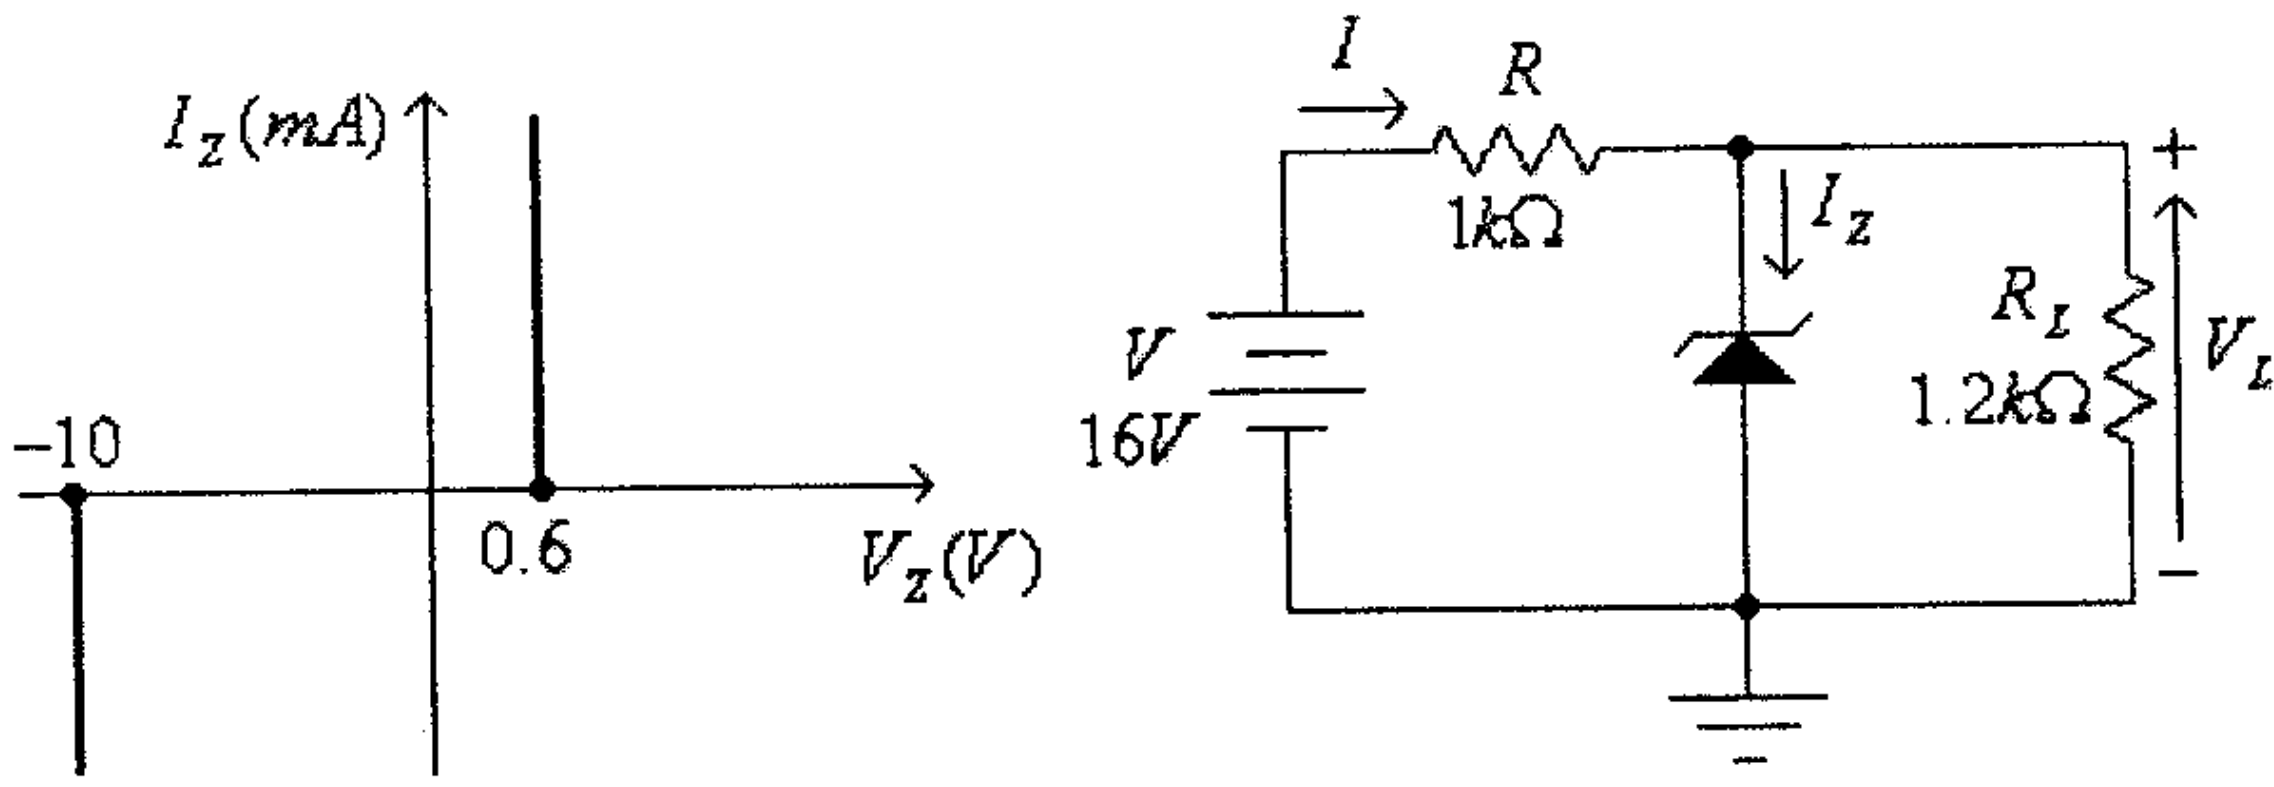 I_Z(mA)
-10
0.6
V_Z(V)
I
R
1kΩ
I_Z
V
16V
R_L
1.2kΩ
+
V_L
-